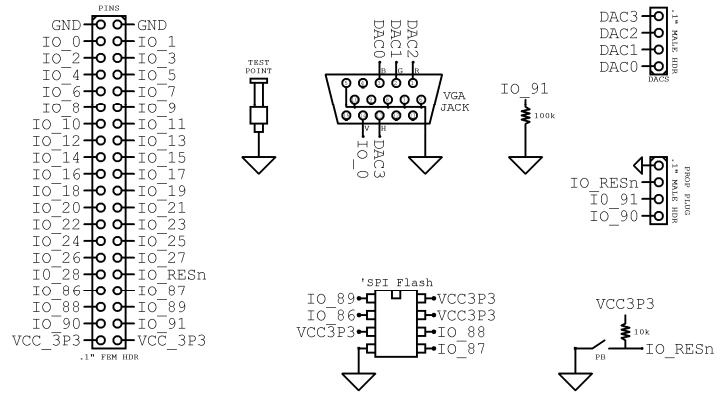 PINS
GND GND
IO_0 IO_1
IO_2 IO_3
IO_4 IO_5
IO_6 IO_7
IO_8 IO_9
IO_10 IO_11
IO_12 IO_13
IO_14 IO_15
IO_16 IO_17
IO_18 IO_19
IO_20 IO_21
IO_22 IO_23
IO_24 IO_25
IO_26 IO_27
I0_28 IO_RESn
IO_86 IO_87
IO_88 IO_89
IO_90 IO_91
VCC_3P3 VCC_3P3
.1" FEM HDR
TEST
POINT
DAC0 DAC1 DAC2
B G R
VGA
JACK
V H
IO_0 DAC3
IO_91
100k
DAC3
DAC2
DAC1
DAC0
.1" MALE HDR
DACS
IO_RESn
I0_91
IO_90
PROP PLUG
.1" MALE HDR
'SPI Flash
IO_89 VCC3P3
IO_86 VCC3P3
VCC3P3 IO_88
IO_87
VCC3P3
10k
PB
IO_RESn